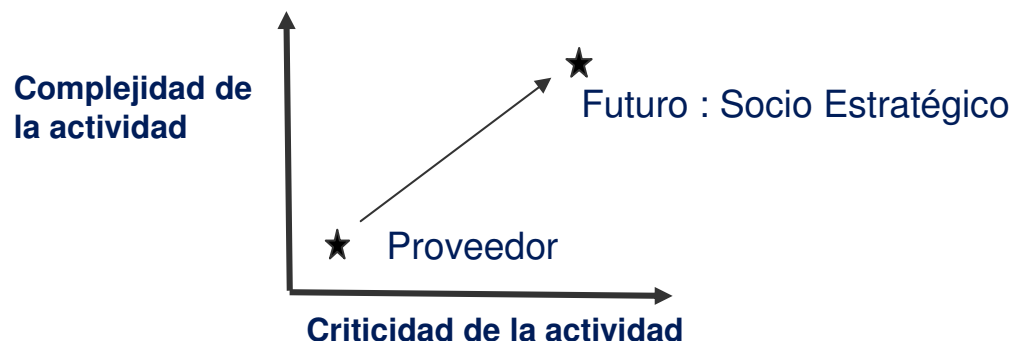 Complejidad de
la actividad
Futuro : Socio Estratégico
Proveedor
Criticidad de la actividad